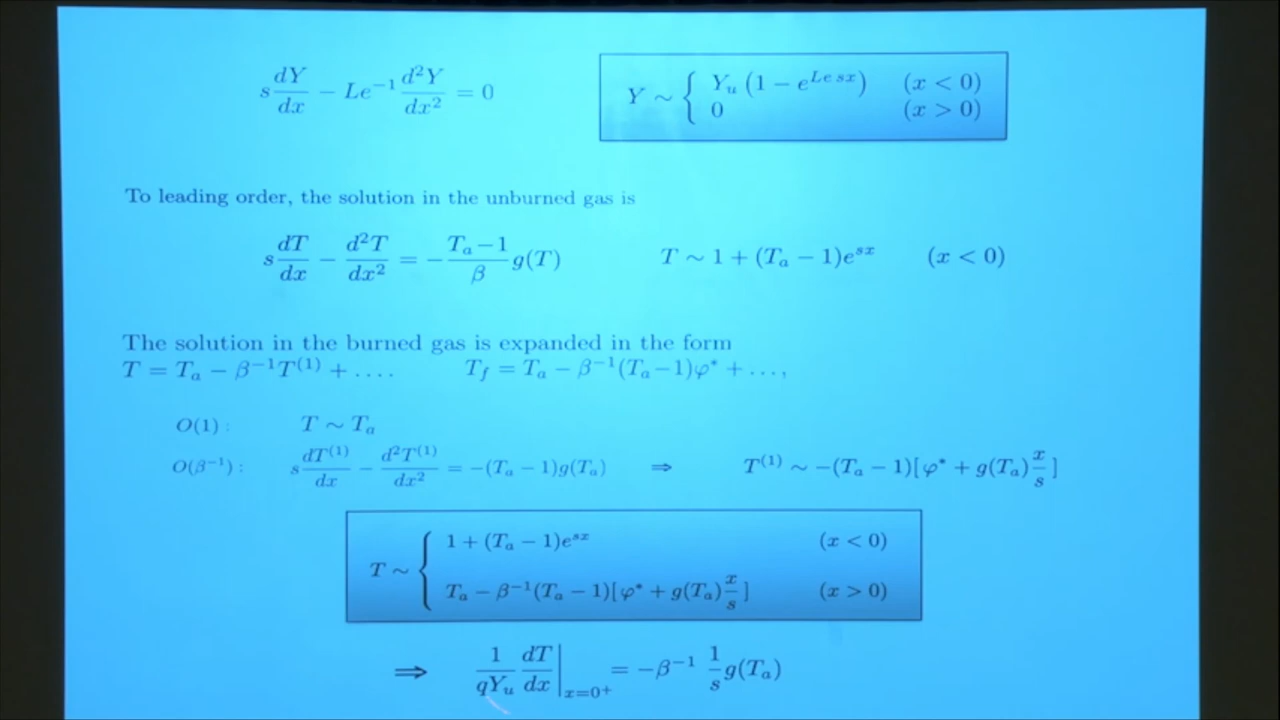 s dY/dx − Le⁻¹ d²Y/dx² = 0    Y ∼ { Y_u (1 − e^{Le sx})  (x < 0)
0  (x > 0)
To leading order, the solution in the unburned gas is
s dT/dx − d²T/dx² = − (T_a−1)/β g(T)    T ∼ 1 + (T_a − 1)e^{sx}  (x < 0)
The solution in the burned gas is expanded in the form
T = T_a − β⁻¹T⁽¹⁾ + ....    T_f = T_a − β⁻¹(T_a−1)φ* + ...,
O(1) :    T ∼ T_a
O(β⁻¹) :    s dT⁽¹⁾/dx − d²T⁽¹⁾/dx² = −(T_a − 1)g(T_a)    ⇒    T⁽¹⁾ ∼ −(T_a − 1)[φ* + g(T_a) x/s ]
T ∼ { 1 + (T_a − 1)e^{sx}  (x < 0)
T_a − β⁻¹(T_a − 1)[φ* + g(T_a) x/s ]  (x > 0)
⟹    1/(qY_u) dT/dx |_{x=0⁺} = −β⁻¹ 1/s g(T_a)